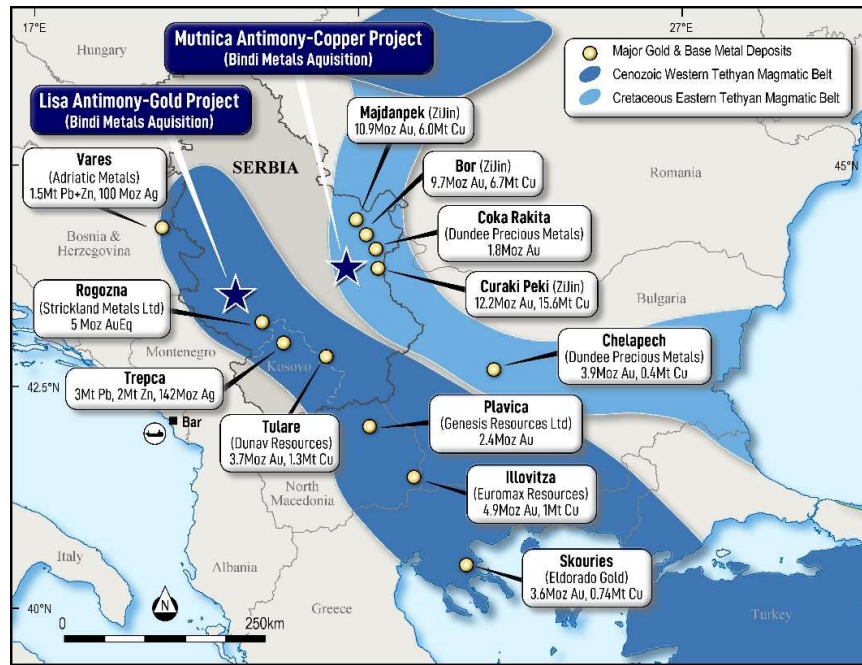 17°E
27°E
Hungary
Mutnica Antimony-Copper Project
(Bindi Metals Aquisition)
Major Gold & Base Metal Deposits
Cenozoic Western Tethyan Magmatic Belt
Cretaceous Eastern Tethyan Magmatic Belt
Lisa Antimony-Gold Project
(Bindi Metals Aquisition)
Majdanpek (ZiJin)
10.9Moz Au, 6.0Mt Cu
Vares
(Adriatic Metals)
1.5Mt Pb+Zn, 100 Moz Ag
SERBIA
Bor (ZiJin)
9.7Moz Au, 6.7Mt Cu
Romania
45°N
Coka Rakita
(Dundee Precious Metals)
1.8Moz Au
Bosnia &
Herzegovina
Curaki Peki (ZiJin)
12.2Moz Au, 15.6Mt Cu
Rogozna
(Strickland Metals Ltd)
5 Moz AuEq
Bulgaria
Montenegro
Chelapech
(Dundee Precious Metals)
3.9Moz Au, 0.4Mt Cu
Kosovo
42.5°N
Trepca
3Mt Pb, 2Mt Zn, 142Moz Ag
Plavica
(Genesis Resources Ltd)
2.4Moz Au
Bar
Tulare
(Dunav Resources)
3.7Moz Au, 1.3Mt Cu
North
Macedonia
Illovitza
(Euromax Resources)
4.9Moz Au, 1Mt Cu
Italy
Albania
Skouries
(Eldorado Gold)
3.6Moz Au, 0.74Mt Cu
N
40°N
0
250km
Greece
Turkey